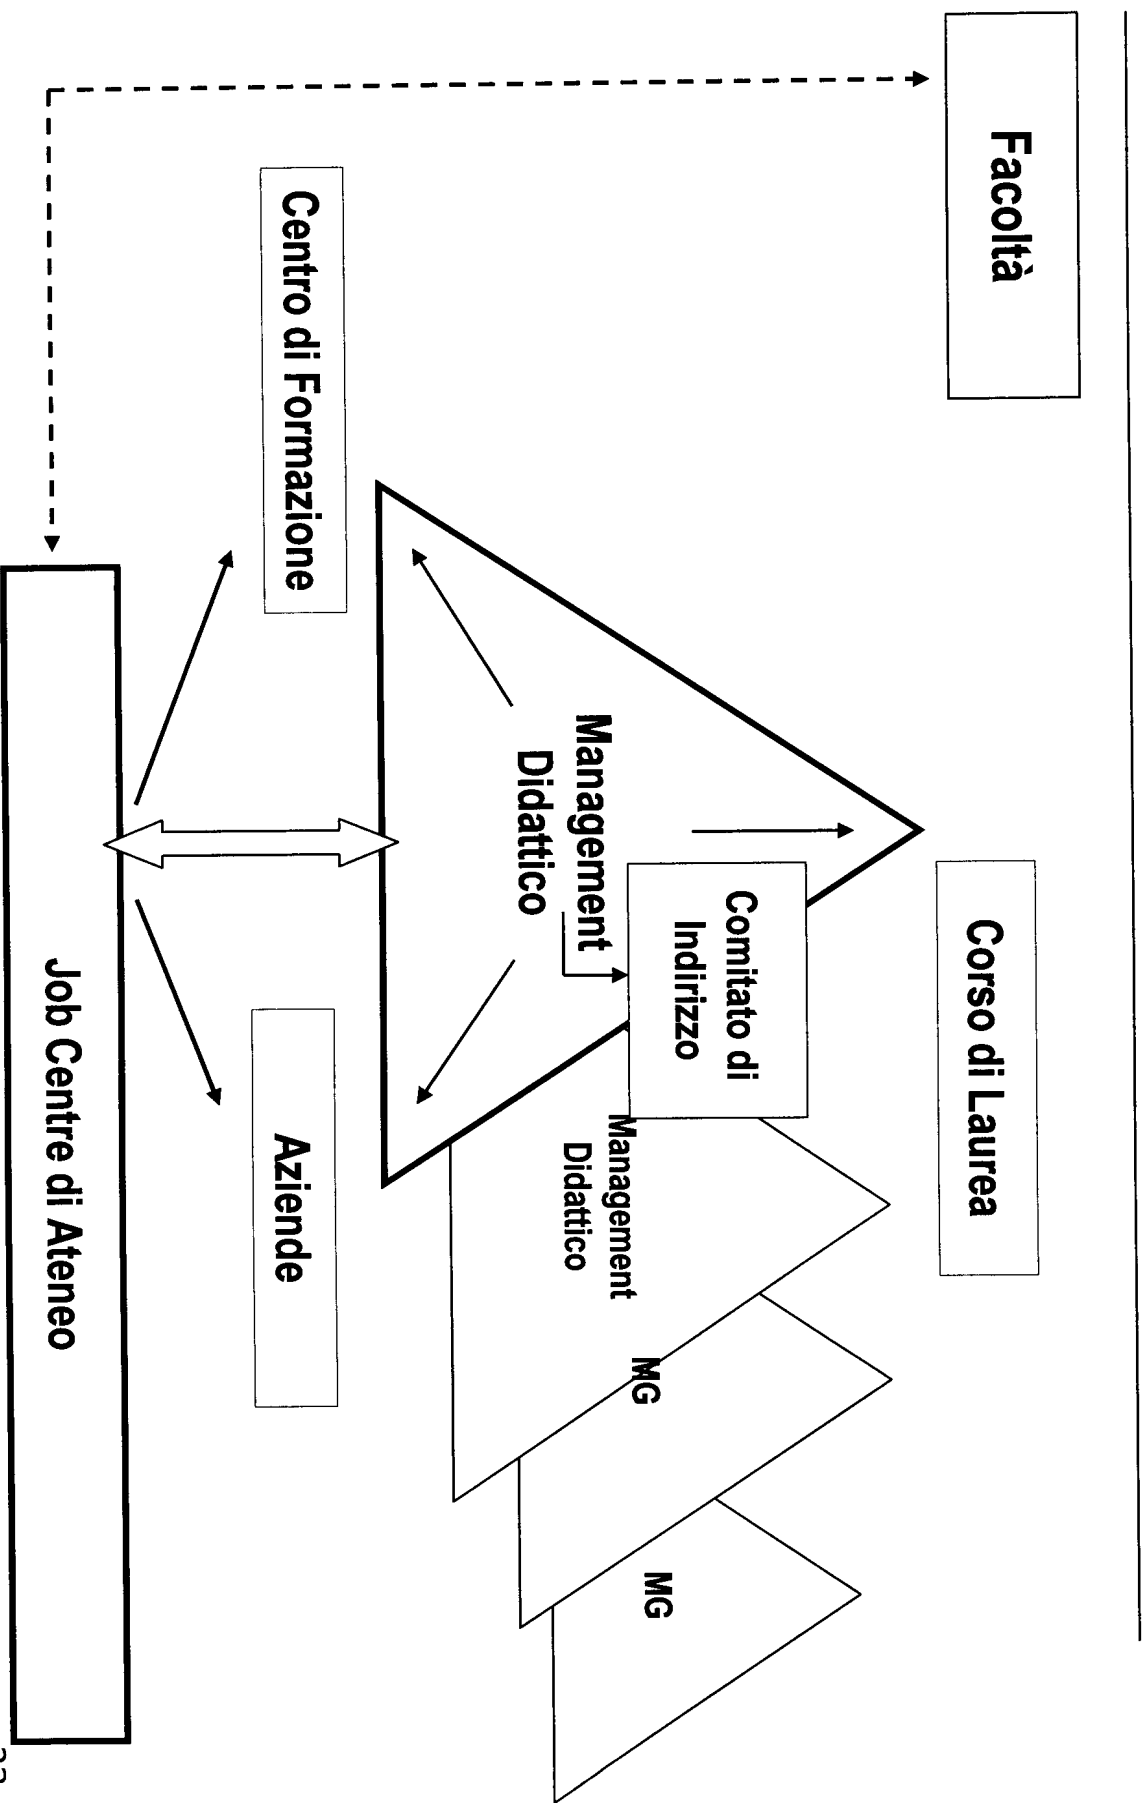 Facoltà
Corso di Laurea
Comitato di
Indirizzo
Management
Didattico
Management
Didattico
MG
MG
Centro di Formazione
Aziende
Job Centre di Ateneo